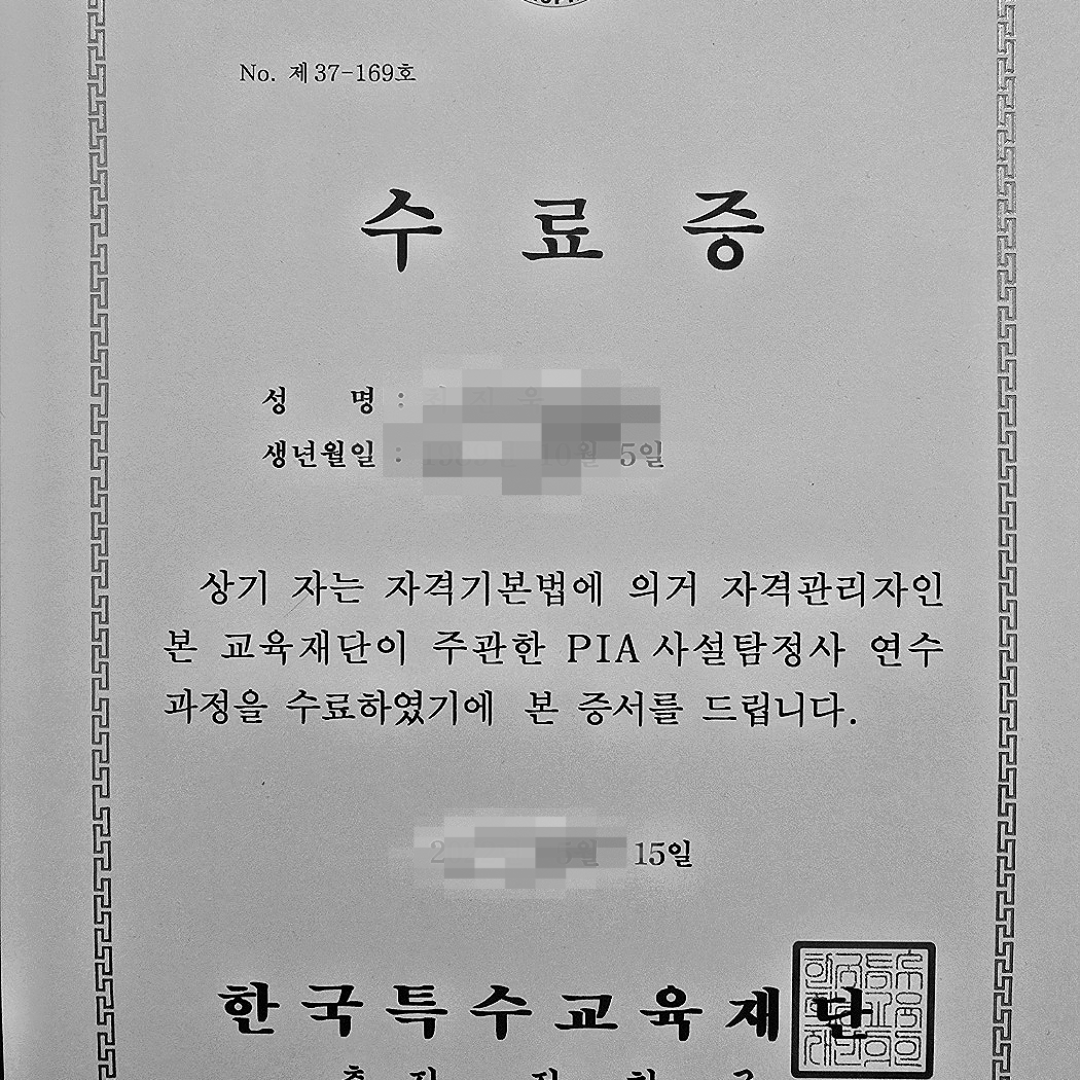 No. 제37-169호
수 료 증
성 명 :
생년월일 : 5일
상기 자는 자격기본법에 의거 자격관리자인
본 교육재단이 주관한 PIA 사설탐정사 연수
과정을 수료하였기에 본 증서를 드립니다.
15일
한국특수교육재단